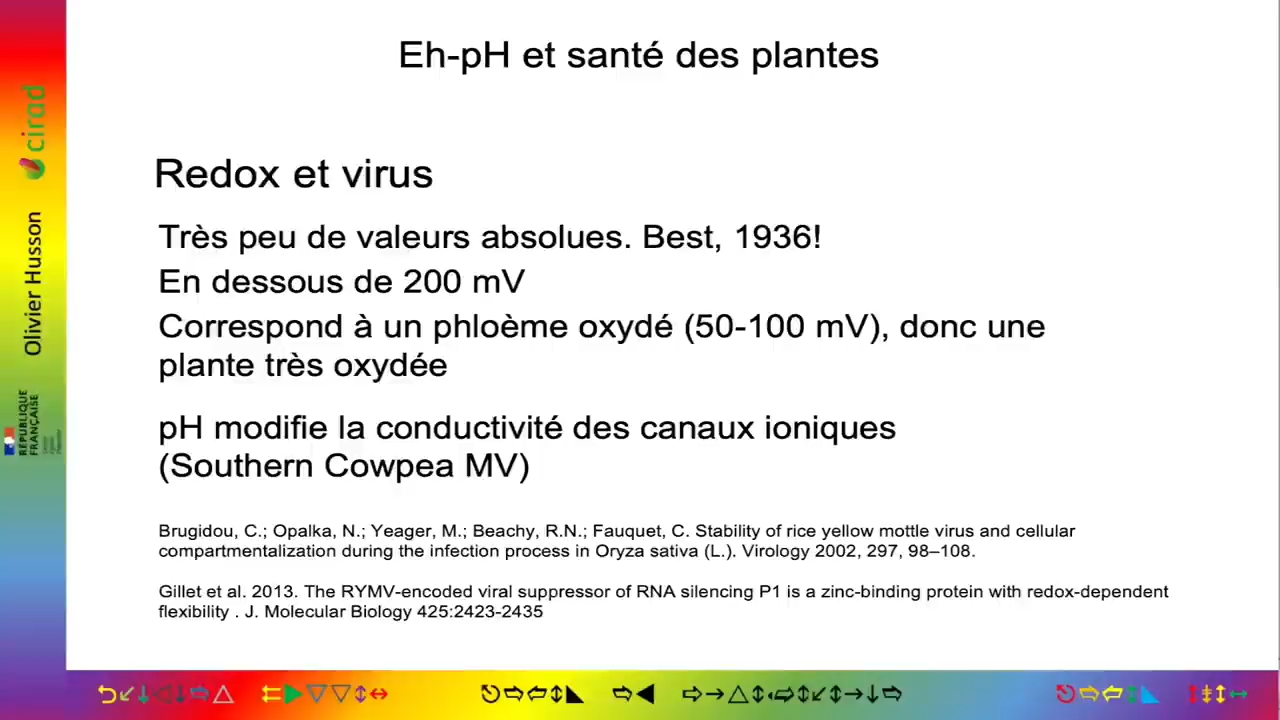 Eh-pH et santé des plantes
cirad
Olivier Husson
RÉPUBLIQUE
FRANÇAISE
Redox et virus
Très peu de valeurs absolues. Best, 1936!
En dessous de 200 mV
Correspond à un phloème oxydé (50-100 mV), donc une
plante très oxydée
pH modifie la conductivité des canaux ioniques
(Southern Cowpea MV)
Brugidou, C.; Opalka, N.; Yeager, M.; Beachy, R.N.; Fauquet, C. Stability of rice yellow mottle virus and cellular
compartmentalization during the infection process in Oryza sativa (L.). Virology 2002, 297, 98–108.
Gillet et al. 2013. The RYMV-encoded viral suppressor of RNA silencing P1 is a zinc-binding protein with redox-dependent
flexibility . J. Molecular Biology 425:2423-2435